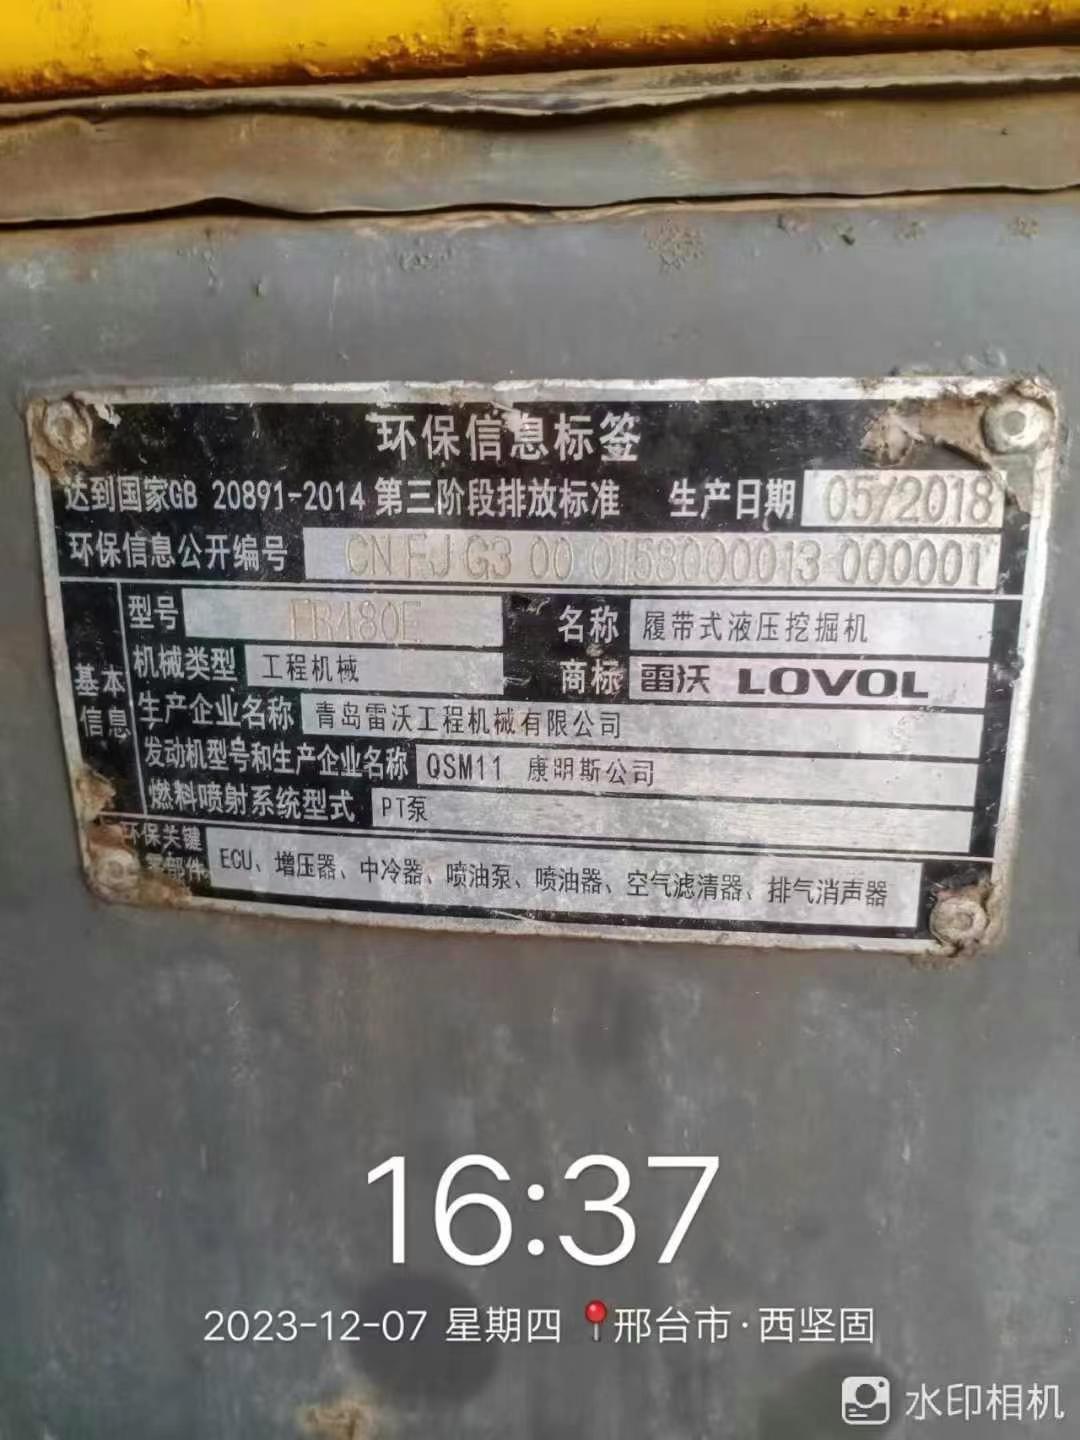 环保信息标签
达到国家GB 20891-2014 第三阶段排放标准 生产日期 05/2018
环保信息公开编号 CN FJ G3 00 0158000013 000001
型号 FR480E 名称 履带式液压挖掘机
机械类型 工程机械 商标 雷沃 LOVOL
基本信息
生产企业名称 青岛雷沃工程机械有限公司
发动机型号和生产企业名称 QSM11 康明斯公司
燃料喷射系统型式 PT泵
环保关键零部件 ECU、增压器、中冷器、喷油泵、喷油器、空气滤清器、排气消声器
16:37
2023-12-07 星期四 邢台市·西坚固
水印相机